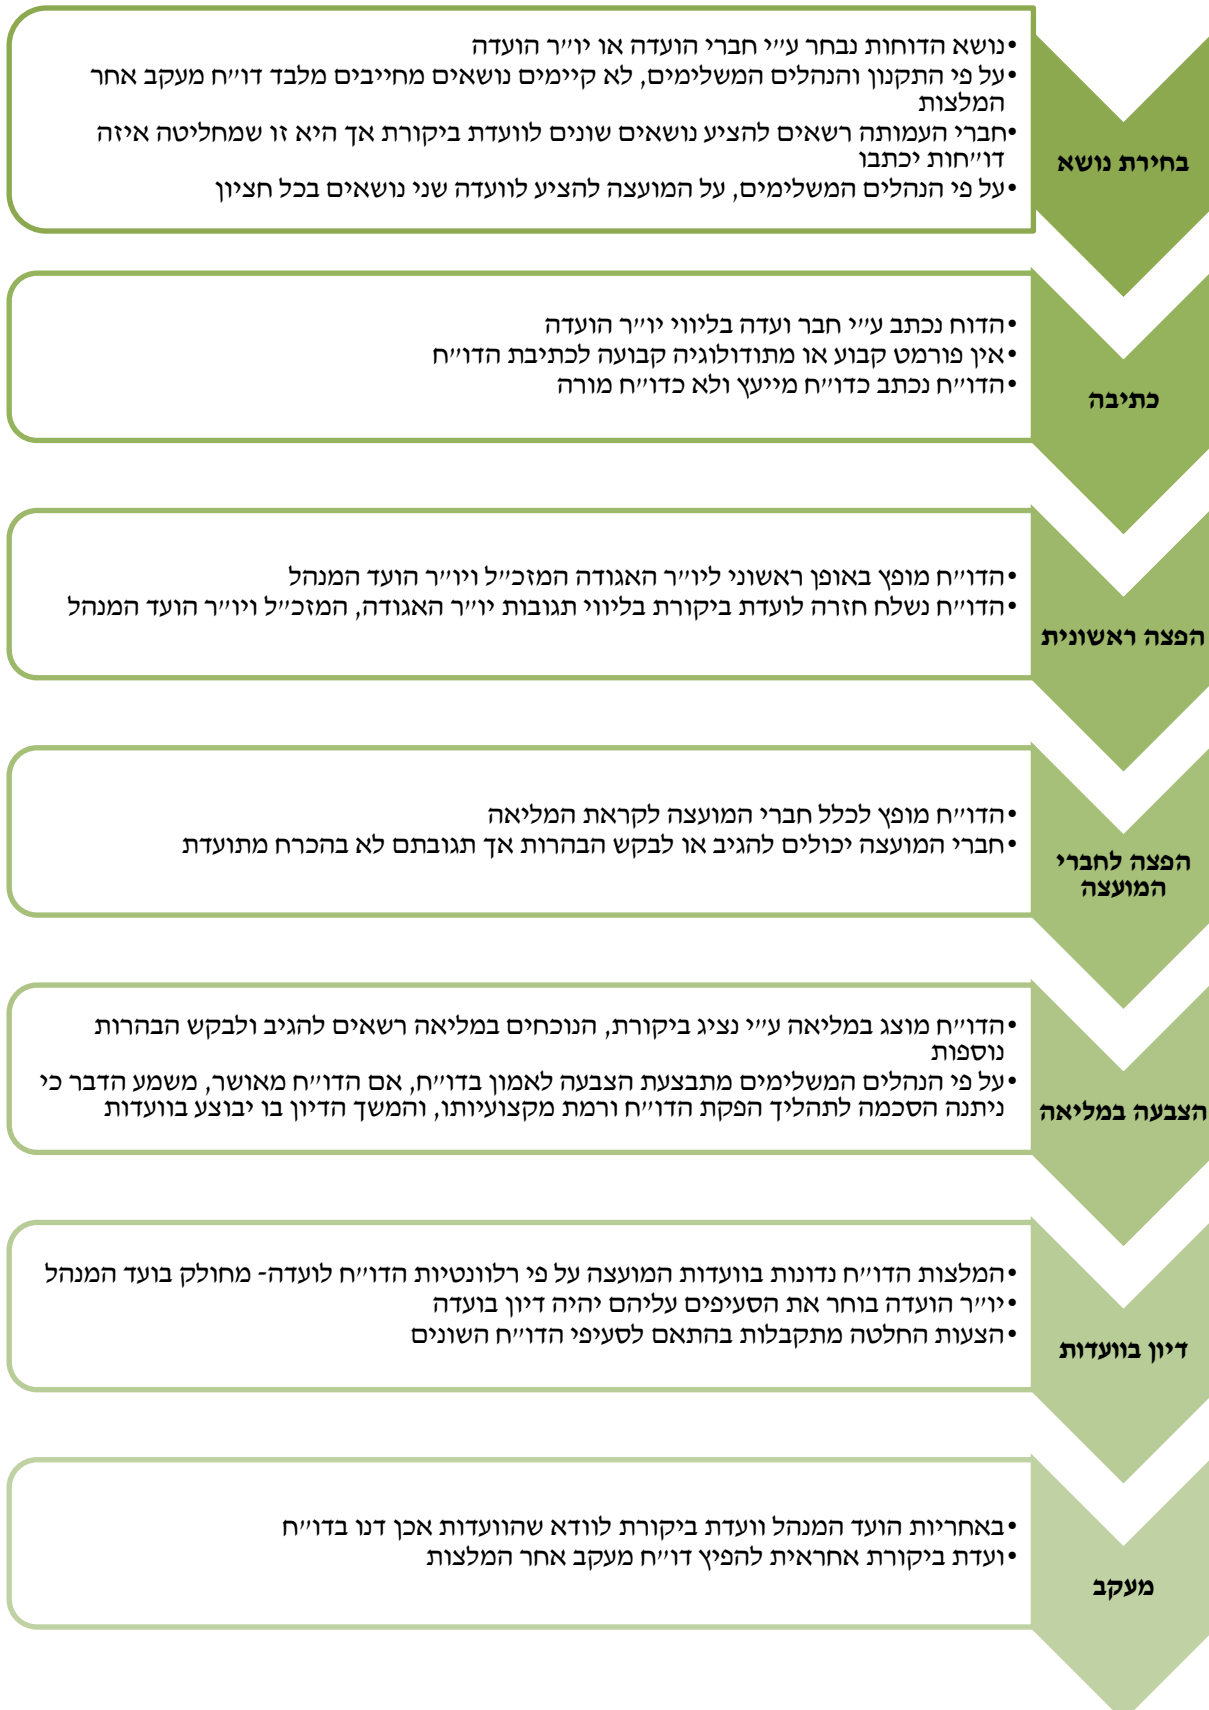 בחירת נושא
•נושא הדוחות נבחר ע״י חברי הועדה או יו״ר הועדה
•על פי התקנון והנהלים המשלימים, לא קיימים נושאים מחייבים מלבד דו״ח מעקב אחר
המלצות
•חברי העמותה רשאים להציע נושאים שונים לוועדת ביקורת אך היא זו שמחליטה איזה
דו״חות יכתבו
•על פי הנהלים המשלימים, על המועצה להציע לוועדה שני נושאים בכל חציון
כתיבה
•הדוח נכתב ע״י חבר ועדה בליווי יו״ר הועדה
•אין פורמט קבוע או מתודולוגיה קבועה לכתיבת הדו״ח
•הדו״ח נכתב כדו״ח מייעץ ולא כדו״ח מורה
הפצה ראשונית
•הדו״ח מופץ באופן ראשוני ליו״ר האגודה המזכ״ל ויו״ר הועד המנהל
•הדו״ח נשלח חזרה לועדת ביקורת בליווי תגובות יו״ר האגודה, המזכ״ל ויו״ר הועד המנהל
הפצה לחברי
המועצה
•הדו״ח מופץ לכלל חברי המועצה לקראת המליאה
•חברי המועצה יכולים להגיב או לבקש הבהרות אך תגובתם לא בהכרח מתועדת
הצבעה במליאה
•הדו״ח מוצג במליאה ע״י נציג ביקורת, הנוכחים במליאה רשאים להגיב ולבקש הבהרות
נוספות
•על פי הנהלים המשלימים מתבצעת הצבעה לאמון בדו״ח, אם הדו״ח מאושר, משמע הדבר כי
ניתנה הסכמה לתהליך הפקת הדו״ח ורמת מקצועיותו, והמשך הדיון בו יבוצע בוועדות
דיון בוועדות
•המלצות הדו״ח נדונות בוועדות המועצה על פי רלוונטיות הדו״ח לועדה- מחולק בועד המנהל
•יו״ר הועדה בוחר את הסעיפים עליהם יהיה דיון בועדה
•הצעות החלטה מתקבלות בהתאם לסעיפי הדו״ח השונים
מעקב
•באחריות הועד המנהל וועדת ביקורת לוודא שהוועדות אכן דנו בדו״ח
•ועדת ביקורת אחראית להפיץ דו״ח מעקב אחר המלצות